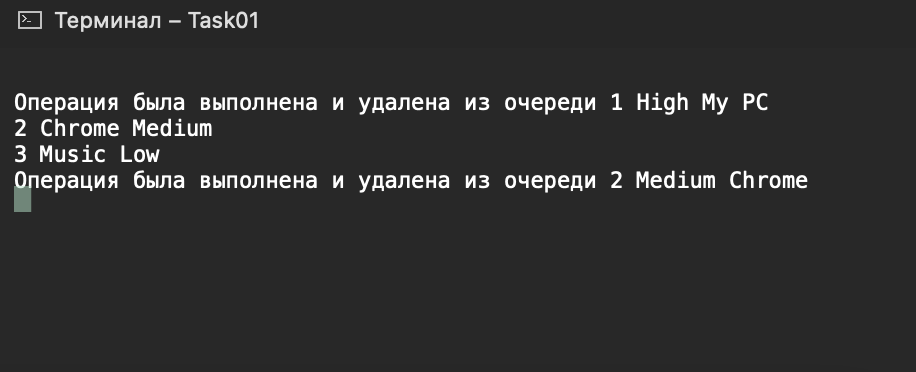 Терминал – Task01
Операция была выполнена и удалена из очереди 1 High My PC
2 Chrome Medium
3 Music Low
Операция была выполнена и удалена из очереди 2 Medium Chrome